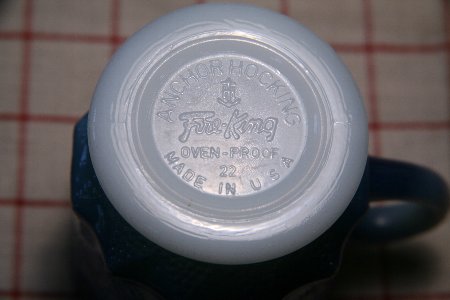 ANCHOR HOCKING
Fire-King
OVEN-PROOF
22
MADE IN U.S.A